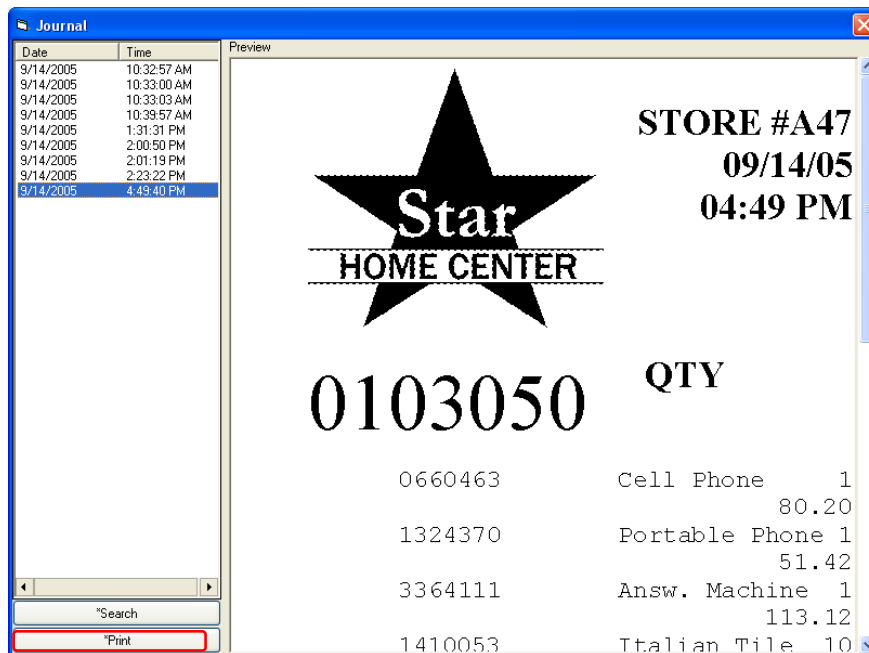 Journal
Date Time
9/14/2005 10:32:57 AM
9/14/2005 10:33:00 AM
9/14/2005 10:33:03 AM
9/14/2005 10:39:57 AM
9/14/2005 1:31:31 PM
9/14/2005 2:00:50 PM
9/14/2005 2:01:19 PM
9/14/2005 2:23:22 PM
9/14/2005 4:49:40 PM
*Search
*Print
Preview
Star
HOME CENTER
STORE #A47
09/14/05
04:49 PM
0103050 QTY
0660463 Cell Phone 1
80.20
1324370 Portable Phone 1
51.42
3364111 Answ. Machine 1
113.12
1410053 Italian Tile 10